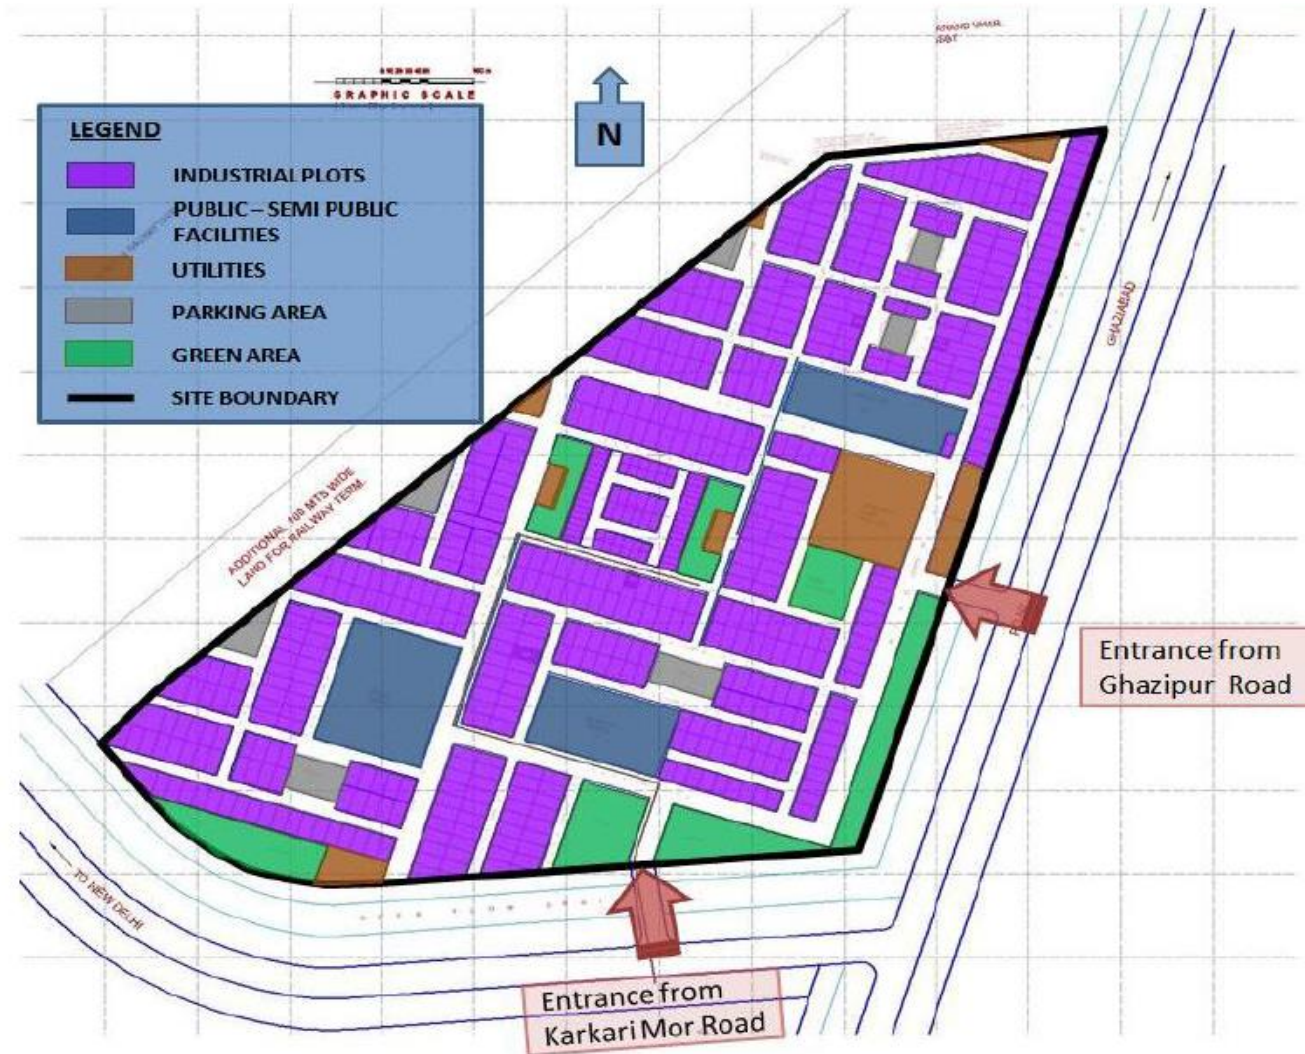 GRAPHIC SCALE
N
LEGEND
INDUSTRIAL PLOTS
PUBLIC – SEMI PUBLIC
FACILITIES
UTILITIES
PARKING AREA
GREEN AREA
SITE BOUNDARY
GHAZIABAD
ADDITIONAL 100 MTS WIDE
LAND FOR RAILWAY TERM.
Entrance from
Ghazipur Road
TO NEW DELHI
Entrance from
Karkari Mor Road